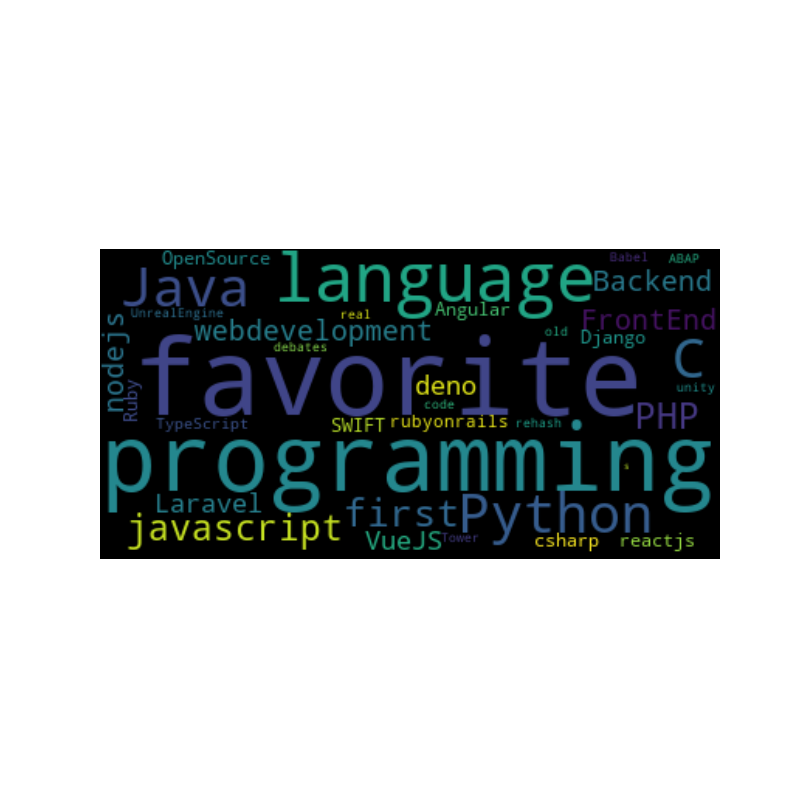 OpenSource
language
Babel
ABAP
Java
Backend
UnrealEngine
real
Angular
FrontEnd
nodejs
webdevelopment
old
Django
debates
favorite
C
deno
unity
Ruby
code
PHP
TypeScript
SWIFT
rubyonrails
rehash
programming
s
Laravel
first
Python
javascript
VueJS
Tower
csharp
reactjs